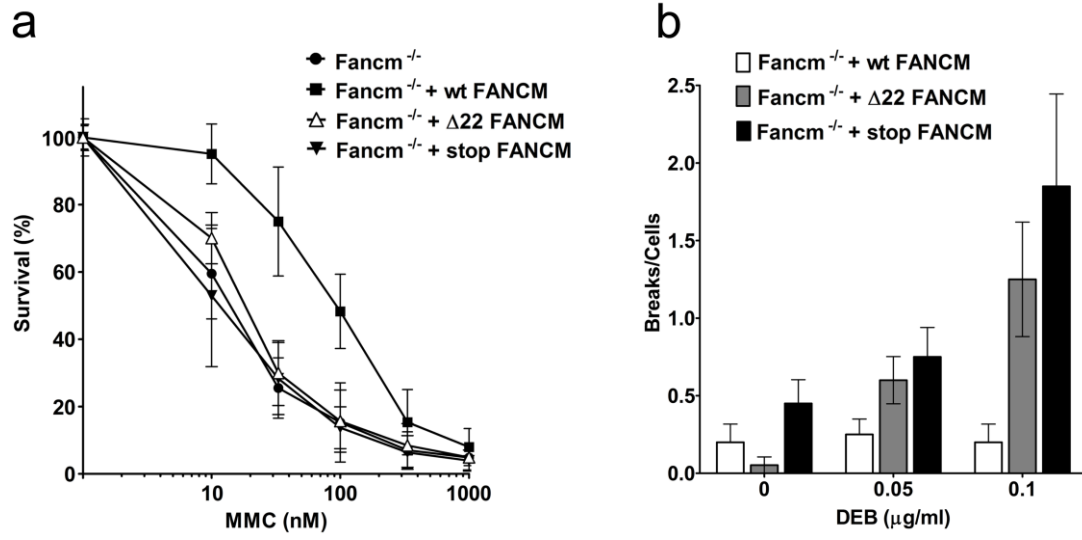 a
Fancm -/-
Fancm -/- + wt FANCM
Fancm -/- + Δ22 FANCM
Fancm -/- + stop FANCM
100
80
60
40
20
0
Survival (%)
10
100
1000
MMC (nM)
b
Fancm -/- + wt FANCM
Fancm -/- + Δ22 FANCM
Fancm -/- + stop FANCM
2.5
2.0
1.5
1.0
0.5
0.0
Breaks/Cells
0
0.05
0.1
DEB (μg/ml)